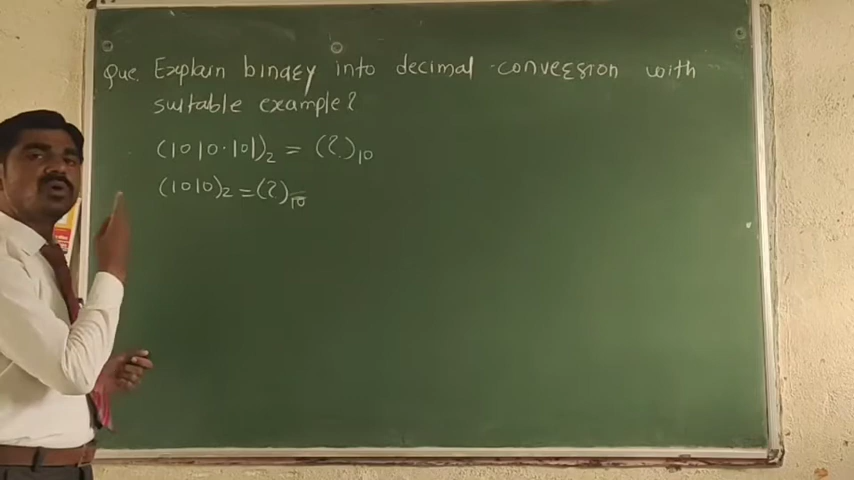 Que. Explain binary into decimal conversion with
suitable example?
(1010.101)2 = (?)10
(1010)2 = (?)10